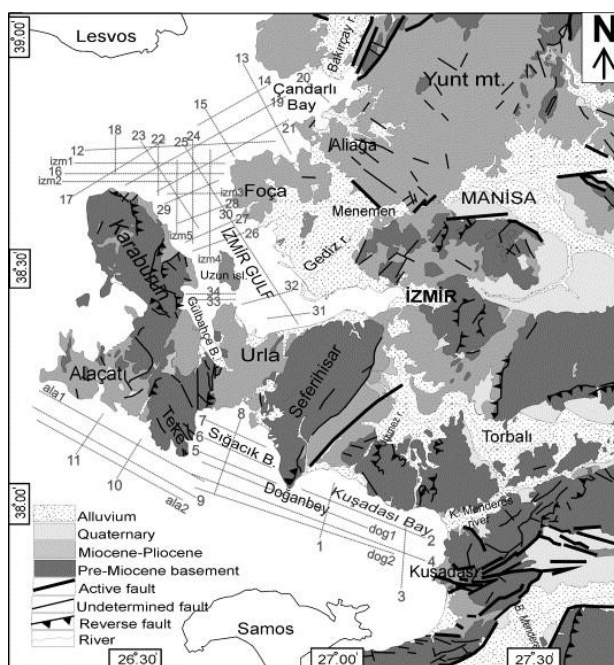 39:00
Lesvos
N
Bakırçay r.
Yunt mt.
13
14
20
Çandarlı
Bay
19
15
21
Aliağa
18
23
22
25
24
12
izm1
16
izm2
17
izm3
Foça
MANİSA
28
Menemen
29
30
27
izm5
26
Gediz r.
Karaburun
İZMİR GULF
izm4
Uzun isl.
38:30
34
33
32
İZMİR
31
Gülbahçe B.
Urla
Seferihisar
Alaçatı
ala1
Teke
7
8
6
5
Sığacık B.
Torbalı
11
10
9
ala2
Doğanbey
Kuşadası Bay
38:00
K. Menderes
river
dog1
2
dog2
1
4
3
Kuşadası
Alluvium
Quaternary
Miocene-Pliocene
Pre-Miocene basement
Active fault
Undetermined fault
Reverse fault
River
Samos
26:30
27:00
27:30